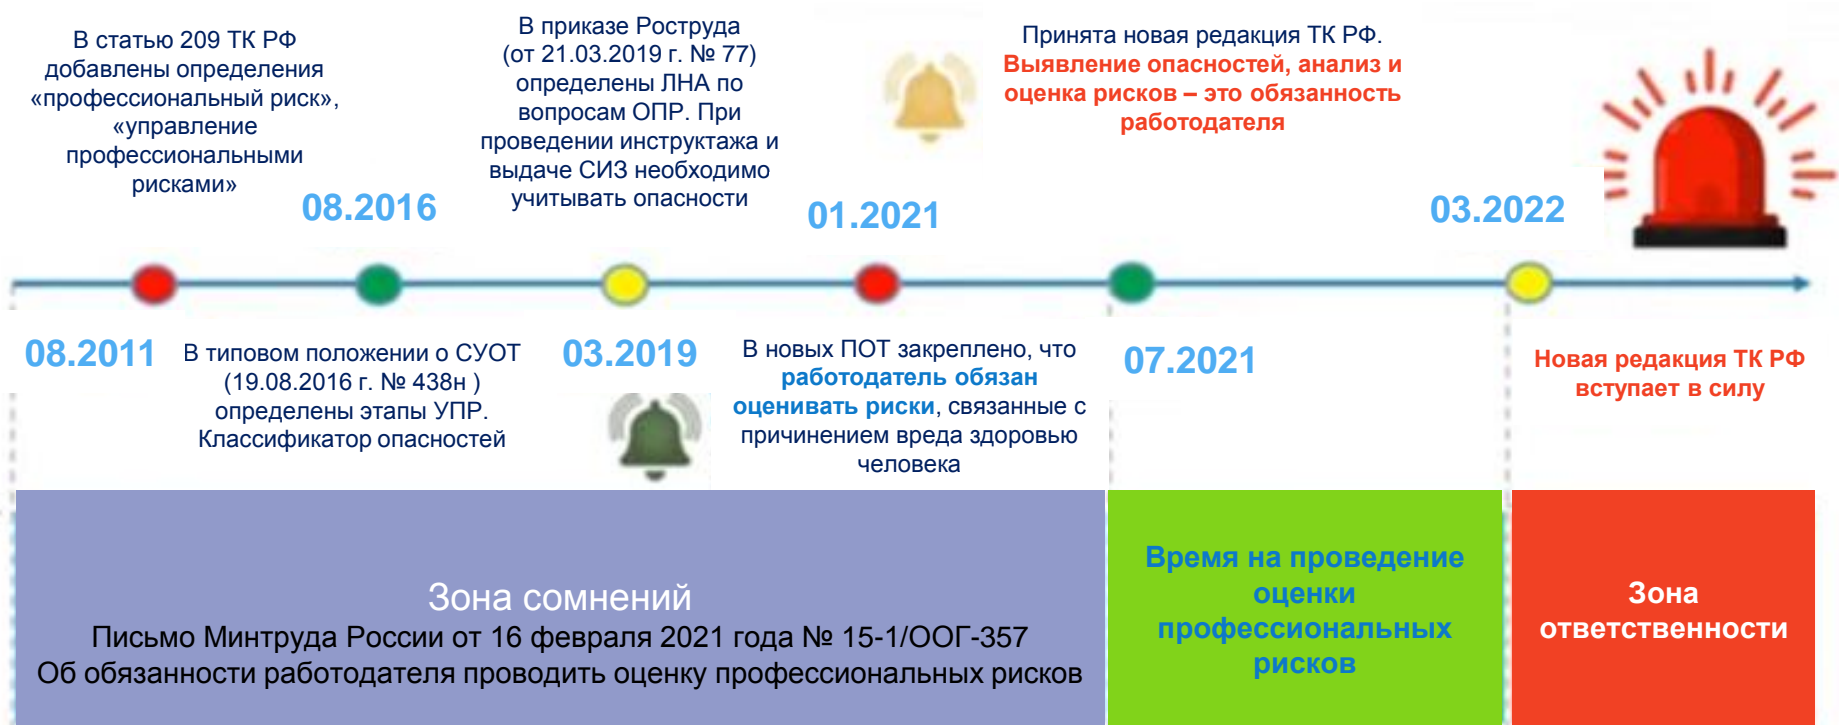 В статью 209 ТК РФ
добавлены определения
«профессиональный риск»,
«управление
профессиональными
рисками»
08.2016
В приказе Роструда
(от 21.03.2019 г. № 77)
определены ЛНА по
вопросам ОПР. При
проведении инструктажа и
выдаче СИЗ необходимо
учитывать опасности
01.2021
Принята новая редакция ТК РФ.
Выявление опасностей, анализ и
оценка рисков – это обязанность
работодателя
03.2022
08.2011
В типовом положении о СУОТ
(19.08.2016 г. № 438н )
определены этапы УПР.
Классификатор опасностей
03.2019
В новых ПОТ закреплено, что
работодатель обязан
оценивать риски, связанные с
причинением вреда здоровью
человека
07.2021
Новая редакция ТК РФ
вступает в силу
Зона сомнений
Письмо Минтруда России от 16 февраля 2021 года № 15-1/ООГ-357
Об обязанности работодателя проводить оценку профессиональных рисков
Время на проведение
оценки
профессиональных
рисков
Зона
ответственности